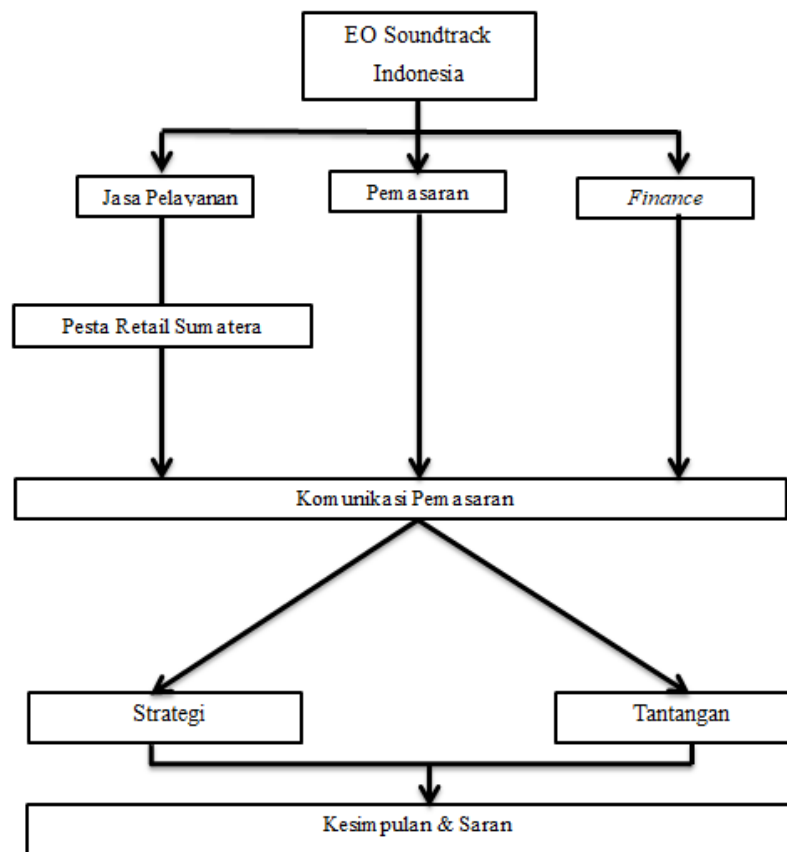 EO Soundtrack
Indonesia
Jasa Pelayanan
Pemasaran
Finance
Pesta Retail Sumatera
Komunikasi Pemasaran
Strategi
Tantangan
Kesimpulan & Saran